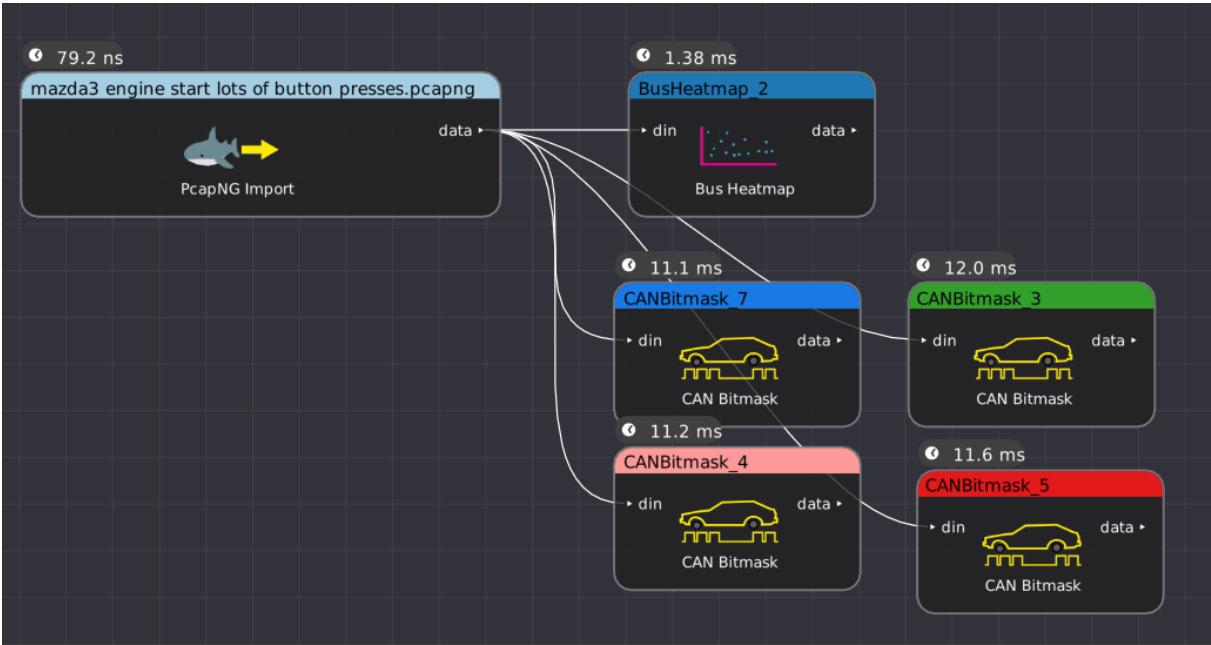 79.2 ns
mazda3 engine start lots of button presses.pcapng
data
PcapNG Import
1.38 ms
BusHeatmap_2
din
data
Bus Heatmap
11.1 ms
CANBitmask_7
din
data
CAN Bitmask
12.0 ms
CANBitmask_3
din
data
CAN Bitmask
11.2 ms
CANBitmask_4
din
data
CAN Bitmask
11.6 ms
CANBitmask_5
din
data
CAN Bitmask